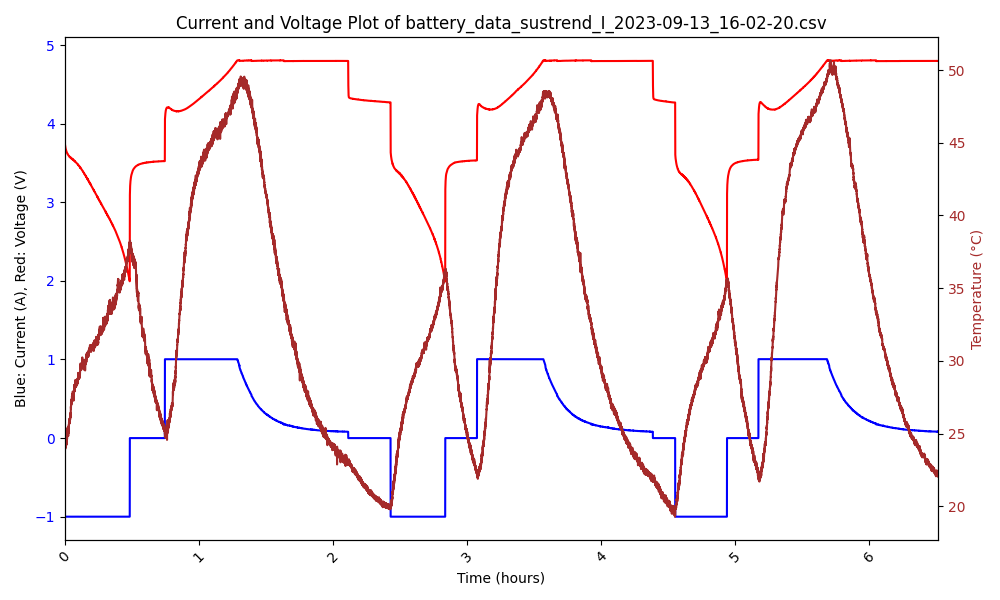 Current and Voltage Plot of battery_data_sustrend_I_2023-09-13_16-02-20.csv
Blue: Current (A), Red: Voltage (V)
5
4
3
2
1
0
−1
50
45
40
35
30
25
20
Temperature (°C)
0 1 2 3 4 5 6
Time (hours)